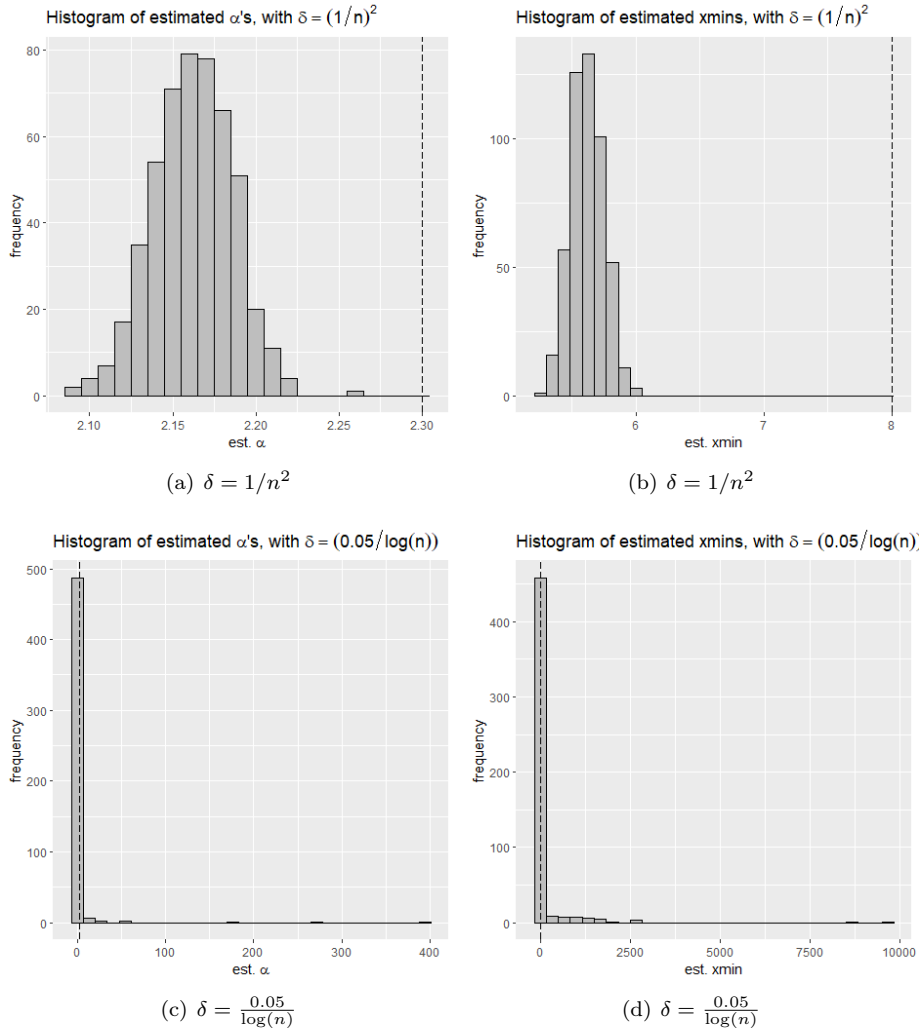 Histogram of estimated α's, with δ = (1/n)²
80
60
40
20
0
frequency
2.10 2.15 2.20 2.25 2.30
est. α
(a) δ = 1/n²
Histogram of estimated xmins, with δ = (1/n)²
100
50
0
frequency
6 7 8
est. xmin
(b) δ = 1/n²
Histogram of estimated α's, with δ = (0.05/log(n))
500
400
300
200
100
0
frequency
0 100 200 300 400
est. α
(c) δ = 0.05/log(n)
Histogram of estimated xmins, with δ = (0.05/log(n))
400
300
200
100
0
frequency
0 2500 5000 7500 10000
est. xmin
(d) δ = 0.05/log(n)